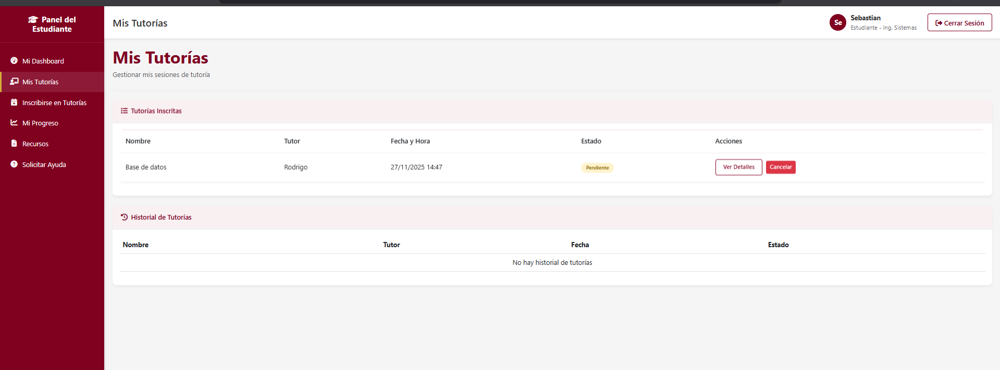 Panel del
Estudiante
Mi Dashboard
Mis Tutorías
Inscribirse en Tutorías
Mi Progreso
Recursos
Solicitar Ayuda
Mis Tutorías
Se
Sebastian
Estudiante - Ing. Sistemas
Cerrar Sesión
Mis Tutorías
Gestionar mis sesiones de tutoría
Tutorías Inscritas
Nombre Tutor Fecha y Hora Estado Acciones
Base de datos Rodrigo 27/11/2025 14:47 Pendiente Ver Detalles Cancelar
Historial de Tutorías
Nombre Tutor Fecha Estado
No hay historial de tutorías